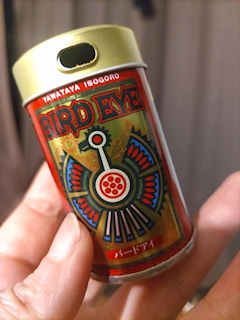 YAWATAYA ISOGORO
BIRD EYE
バードアイ